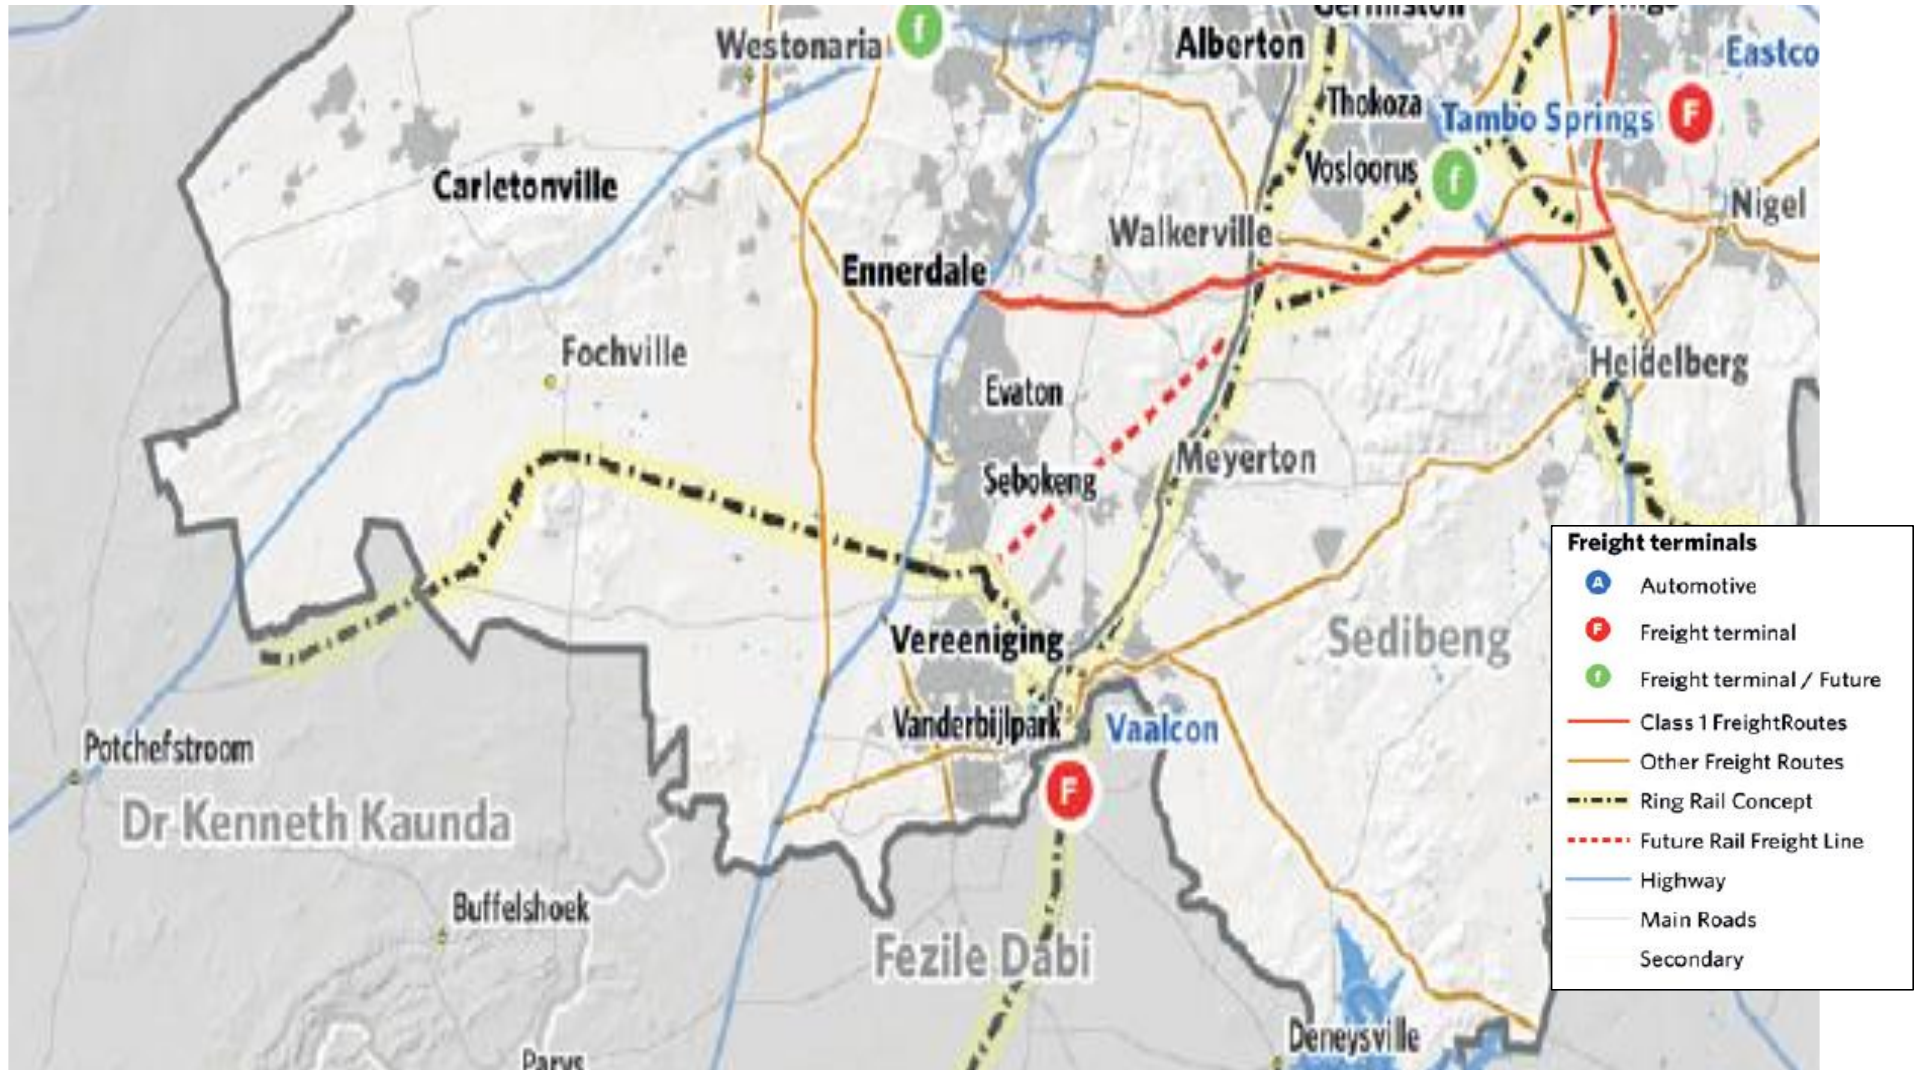 Germiston
Springs
Westonaria
f
Alberton
Eastco
Thokoza
Tambo Springs
F
Carletonville
Vosloorus
f
Nigel
Walkerville
Ennerdale
Fochville
Heidelberg
Evaton
Meyerton
Sebokeng
Vereeniging
Sedibeng
Vanderbijlpark
Vaalcon
Potchefstroom
F
Dr Kenneth Kaunda
Buffelshoek
Fezile Dabi
Deneysville
Parys
Freight terminals
A Automotive
F Freight terminal
f Freight terminal / Future
Class 1 FreightRoutes
Other Freight Routes
Ring Rail Concept
Future Rail Freight Line
Highway
Main Roads
Secondary